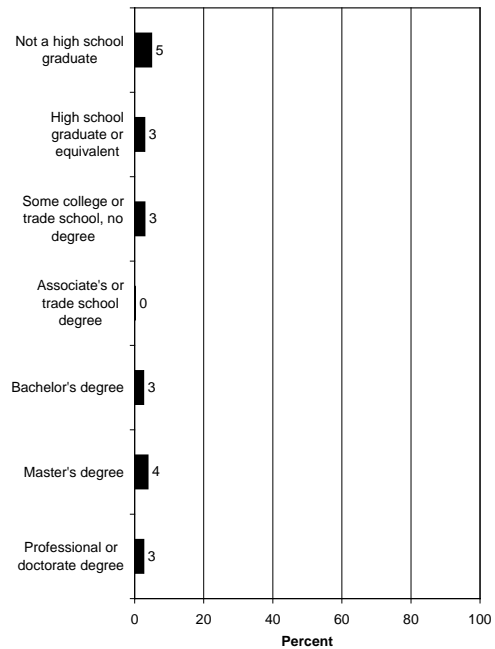 Not a high school
graduate
5
High school
graduate or
equivalent
3
Some college or
trade school, no
degree
3
Associate's or
trade school
degree
0
Bachelor's degree
3
Master's degree
4
Professional or
doctorate degree
3
0 20 40 60 80 100
Percent